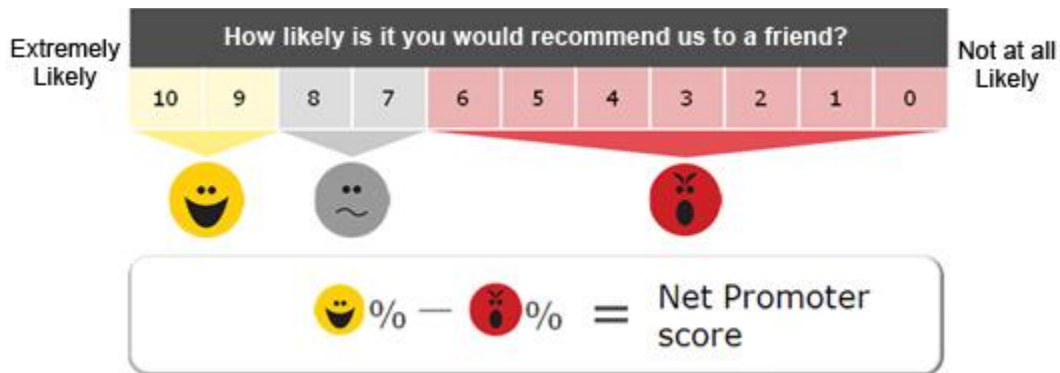 How likely is it you would recommend us to a friend?
Extremely
Likely
Not at all
Likely
10 9 8 7 6 5 4 3 2 1 0
% — % = Net Promoter
score